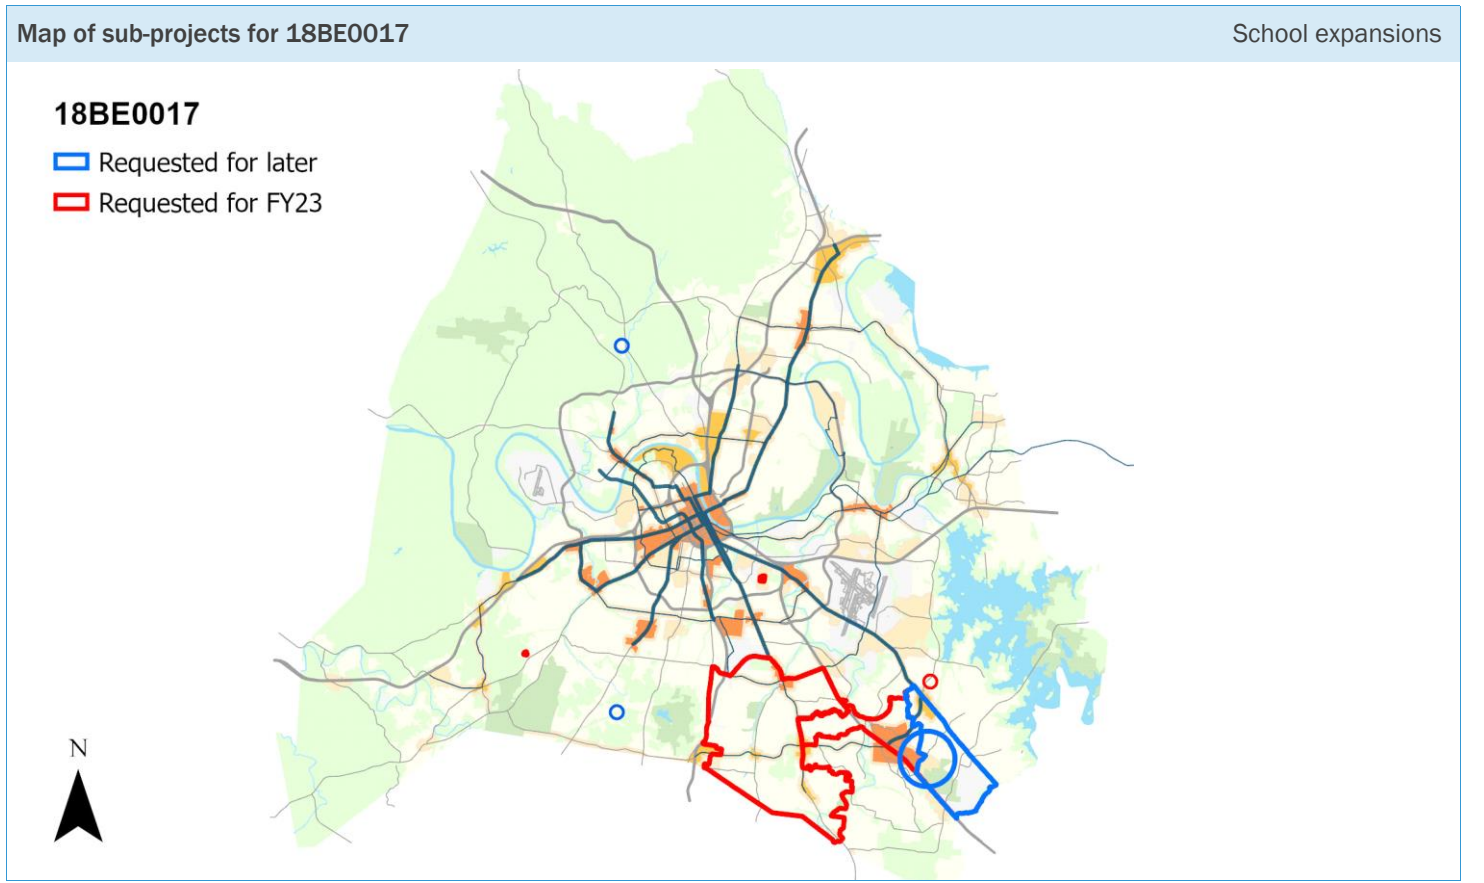 Map of sub-projects for 18BE0017
School expansions
18BE0017
Requested for later
Requested for FY23
N